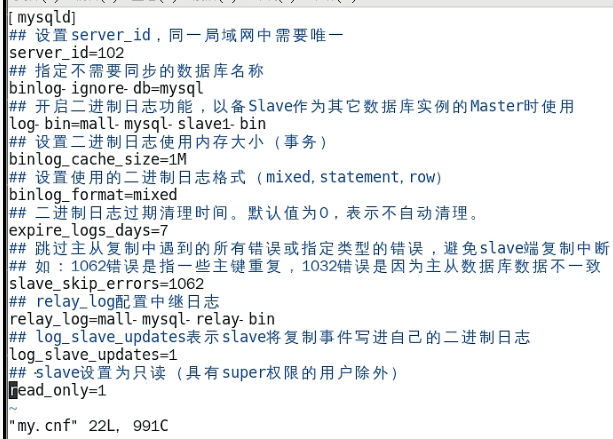 [mysqld]
## 设置server_id，同一局域网中需要唯一
server_id=102
## 指定不需要同步的数据库名称
binlog-ignore-db=mysql
## 开启二进制日志功能，以备Slave作为其它数据库实例的Master时使用
log-bin=mall-mysql-slave1-bin
## 设置二进制日志使用内存大小（事务）
binlog_cache_size=1M
## 设置使用的二进制日志格式（mixed,statement,row）
binlog_format=mixed
## 二进制日志过期清理时间。默认值为0，表示不自动清理。
expire_logs_days=7
## 跳过主从复制中遇到的所有错误或指定类型的错误，避免slave端复制中断
## 如：1062错误是指一些主键重复，1032错误是因为主从数据库数据不一致
slave_skip_errors=1062
## relay_log配置中继日志
relay_log=mall-mysql-relay-bin
## log_slave_updates表示slave将复制事件写进自己的二进制日志
log_slave_updates=1
## slave设置为只读（具有super权限的用户除外）
read_only=1
~
"my.cnf" 22L, 991C